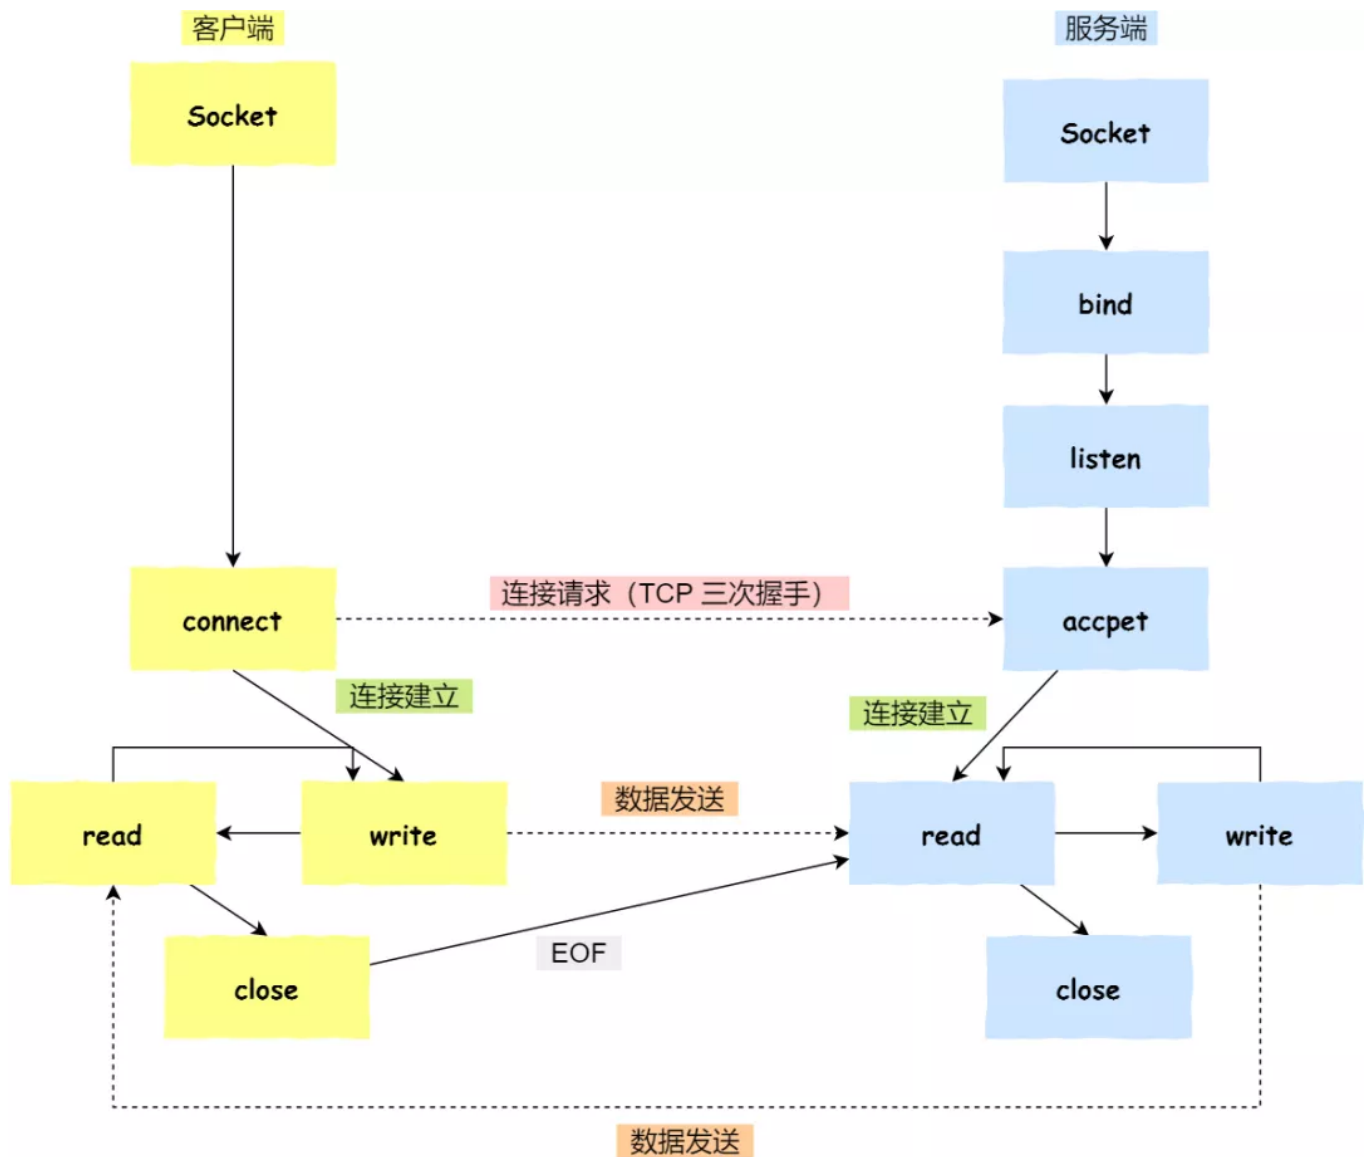 客户端
服务端
Socket
Socket
bind
listen
连接请求（TCP 三次握手）
connect
accpet
连接建立
连接建立
数据发送
read
write
read
write
EOF
close
close
数据发送